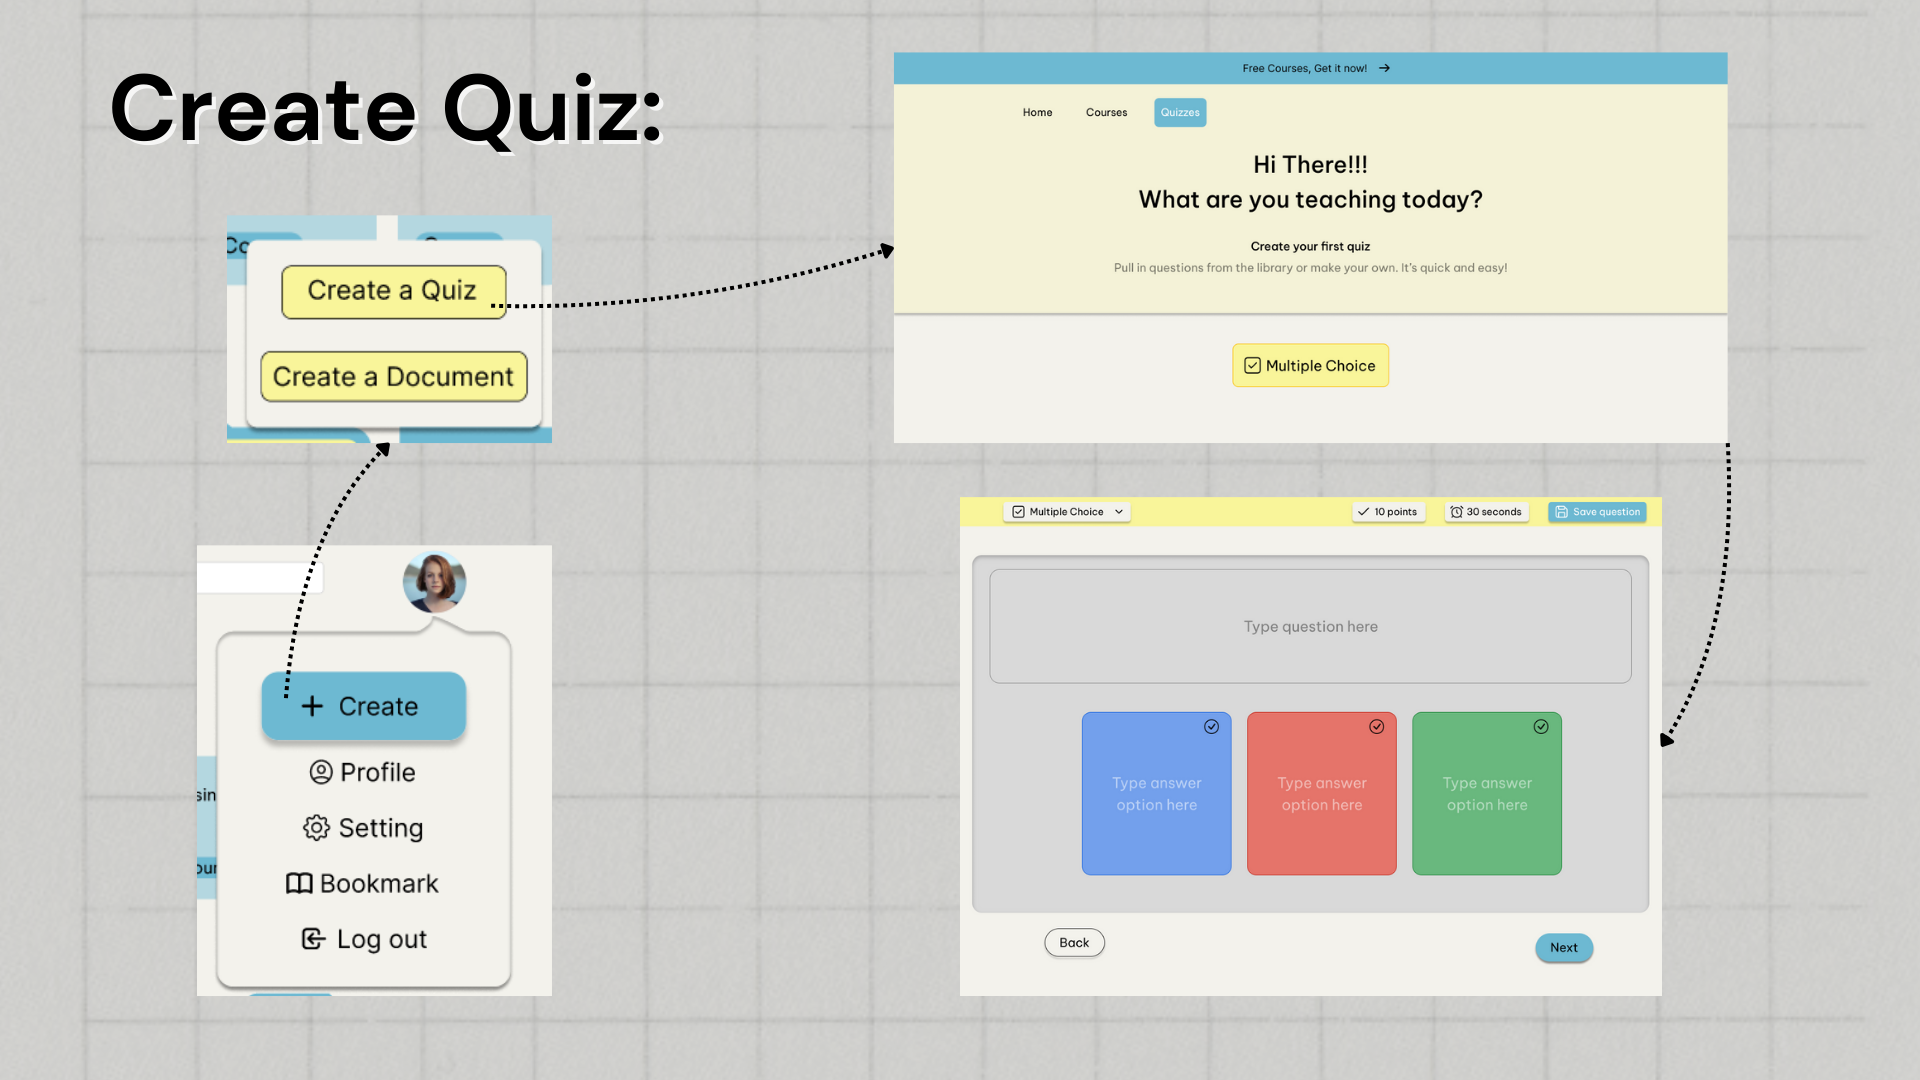 Create Quiz:
Co
Create a Quiz
Create a Document
Create
Profile
Setting
Bookmark
Log out
sin
our
Free Courses, Get it now!
Home Courses Quizzes
Hi There!!!
What are you teaching today?
Create your first quiz
Pull in questions from the library or make your own. It's quick and easy!
Multiple Choice
Multiple Choice 10 points 30 seconds Save question
Type question here
Type answer
option here
Type answer
option here
Type answer
option here
Back
Next